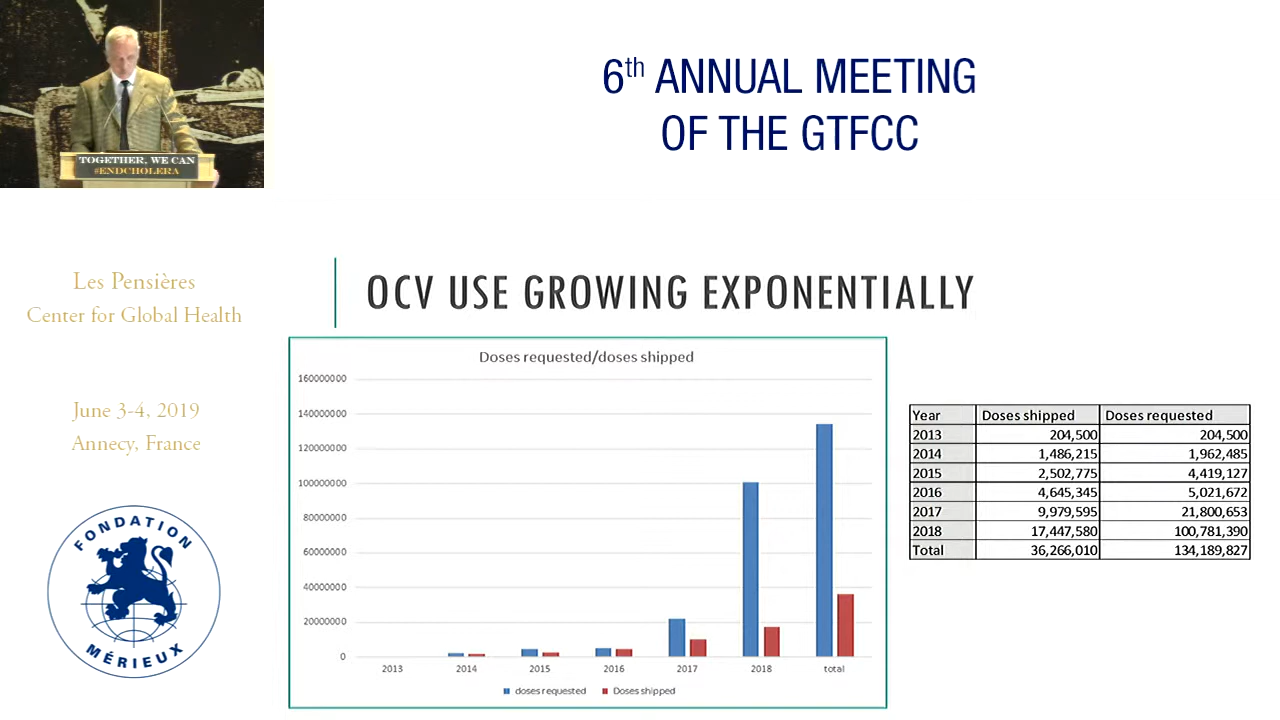 TOGETHER, WE CAN
#ENDCHOLERA
6th ANNUAL MEETING
OF THE GTFCC
Les Pensières
Center for Global Health
June 3-4, 2019
Annecy, France
FONDATION
MÉRIEUX
OCV USE GROWING EXPONENTIALLY
Doses requested/doses shipped
160000000
140000000
120000000
100000000
80000000
60000000
40000000
20000000
0
2013 2014 2015 2016 2017 2018 total
doses requested Doses shipped
Year Doses shipped Doses requested
2013 204,500 204,500
2014 1,486,215 1,962,485
2015 2,502,775 4,419,127
2016 4,645,345 5,021,672
2017 9,979,595 21,800,653
2018 17,447,580 100,781,390
Total 36,266,010 134,189,827